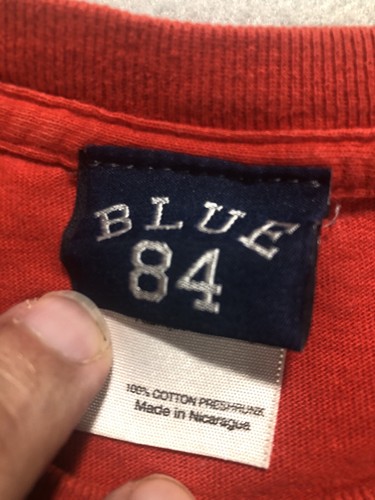 BLUE
84
100% COTTON PRESHRUNK
Made in Nicaragua